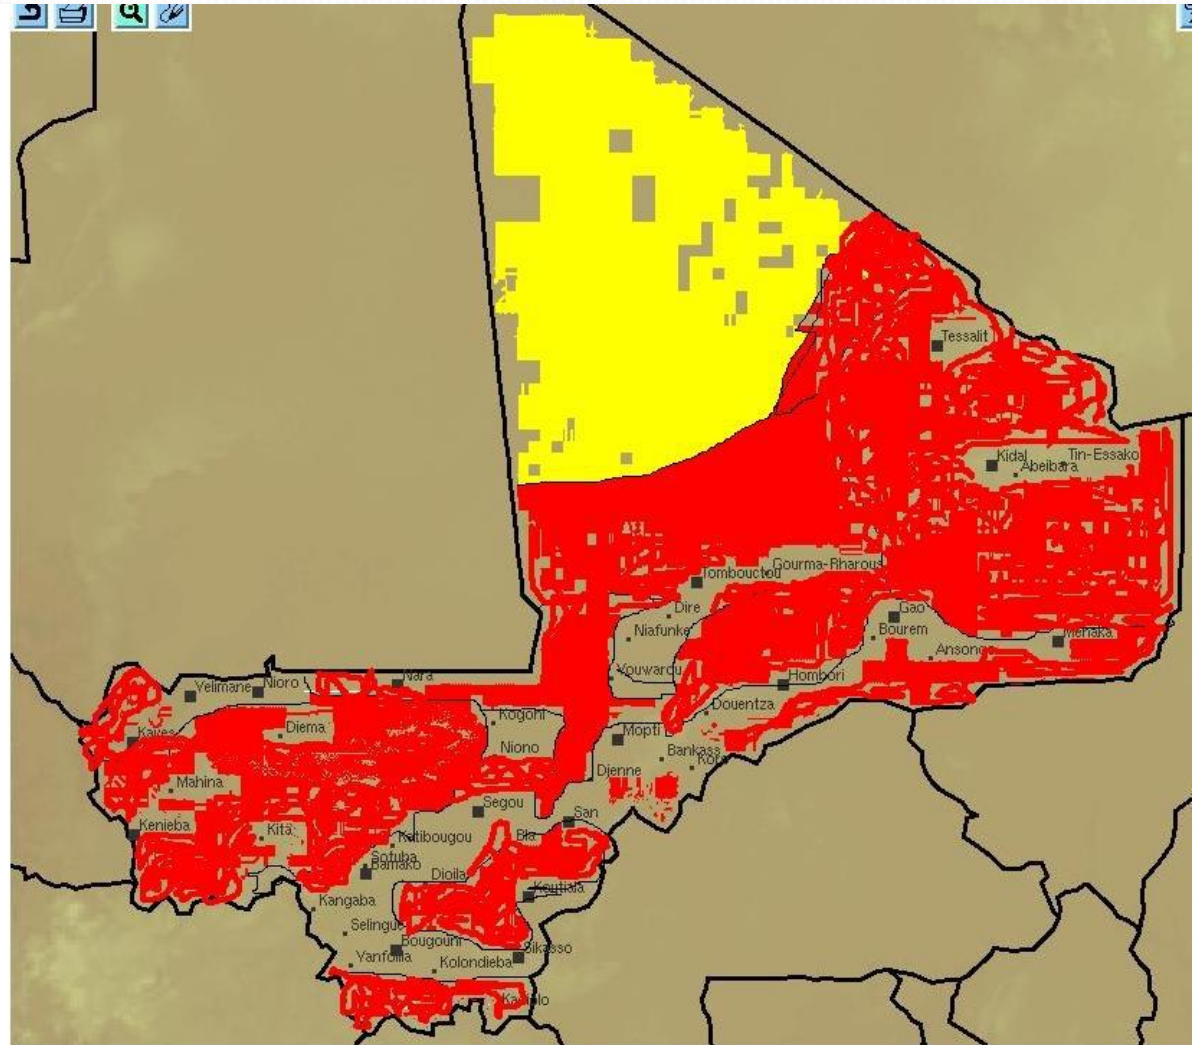 Tessalit
Kidal
Tin-Essako
Abeibara
Gourma-Rharous
Tombouctou
Dire
Gao
Niafunke
Bourem
Menaka
Ansongo
Youwarou
Hombori
Nara
Yelimane
Nioro
Kogoni
Douentza
Diema
Kayes
Mopti
Niono
Bankass
Koro
Djenne
Mahina
Segou
San
Kenieba
Kita
Bla
Katibougou
Sotuba
Bamako
Dioila
Koutiala
Kangaba
Selingue
Bougouni
Sikasso
Yanfolila
Kolondieba
Kadiolo